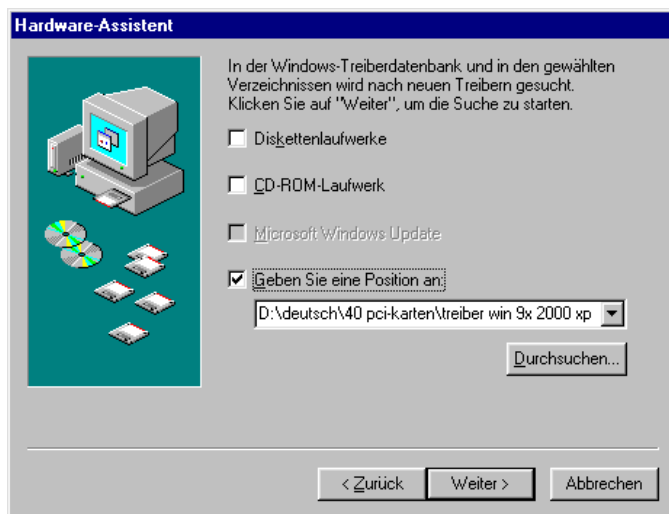 Hardware-Assistent
In der Windows-Treiberdatenbank und in den gewählten
Verzeichnissen wird nach neuen Treibern gesucht.
Klicken Sie auf "Weiter", um die Suche zu starten.
Diskettenlaufwerke
CD-ROM-Laufwerk
Microsoft Windows Update
Geben Sie eine Position an:
D:\deutsch\40 pci-karten\treiber win 9x 2000 xp
Durchsuchen...
< Zurück
Weiter >
Abbrechen